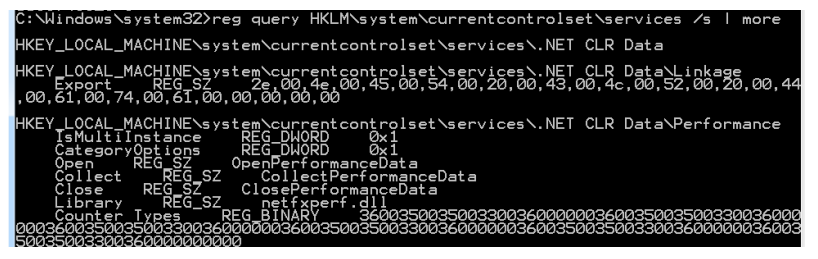 C:\Windows\system32>reg query HKLM\system\currentcontrolset\services /s | more
HKEY_LOCAL_MACHINE\system\currentcontrolset\services\.NET CLR Data
HKEY_LOCAL_MACHINE\system\currentcontrolset\services\.NET CLR Data\Linkage
Export REG_SZ 2e,00,4e,00,45,00,54,00,20,00,43,00,4c,00,52,00,20,00,44
,00,61,00,74,00,61,00,00,00,00,00
HKEY_LOCAL_MACHINE\system\currentcontrolset\services\.NET CLR Data\Performance
IsMultiInstance REG_DWORD 0x1
CategoryOptions REG_DWORD 0x1
Open REG_SZ OpenPerformanceData
Collect REG_SZ CollectPerformanceData
Close REG_SZ ClosePerformanceData
Library REG_SZ netfxperf.dll
Counter Types REG_BINARY 360035003500330036000000360035003500330036000
00036003500350033003600000036003500350033003600000036003500350033003600000036003
50035003300360000000000